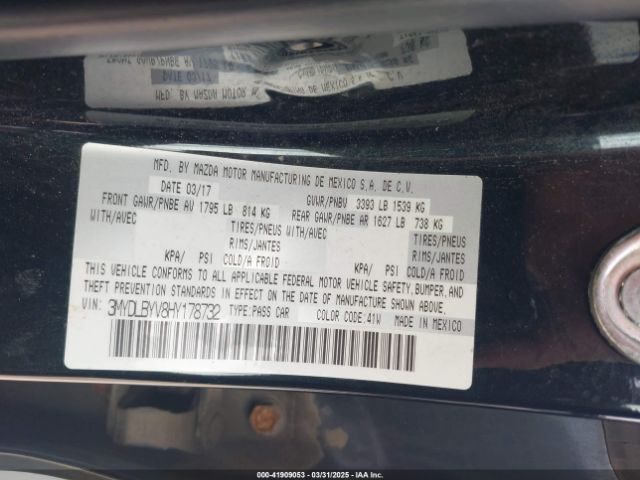 MFD. BY MAZDA MOTOR MANUFACTURING DE MEXICO S.A. DE C.V.
DATE 03/17 GVWR/PNBV 3393 LB 1539 KG
FRONT GAWR/PNBE AV 1795 LB 814 KG REAR GAWR/PNBE AR 1627 LB 738 KG
WITH/AVEC TIRES/PNEUS WITH/AVEC TIRES/PNEUS
RIMS/JANTES RIMS/JANTES
KPA/ PSI COLD/A FROID KPA/ PSI COLD/A FROID
THIS VEHICLE CONFORMS TO ALL APPLICABLE FEDERAL MOTOR VEHICLE SAFETY, BUMPER, AND
THEFT PREVENTION STANDARDS IN EFFECT ON THE DATE OF MANUFACTURE SHOWN ABOVE.
VIN: 3MYDLBYV8HY178732 TYPE: PASS CAR COLOR CODE: 41W MADE IN MEXICO
000-41909053 - 03/31/2025 - IAAI.COM